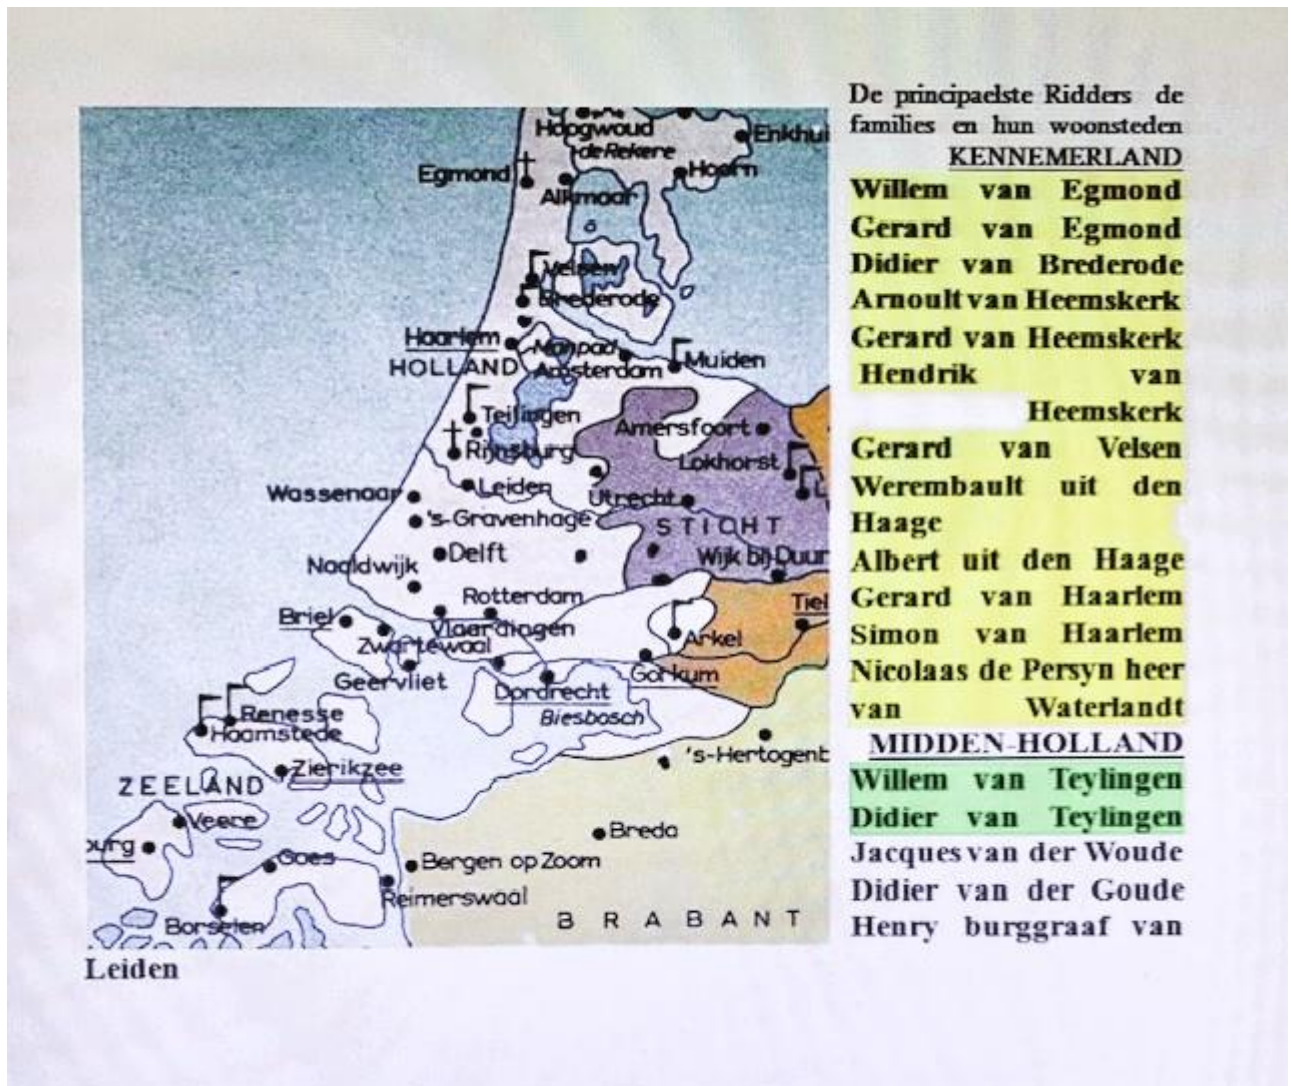 De principaelste Ridders de
families en hun woonsteden
KENNEMERLAND
Willem van Egmond
Gerard van Egmond
Didier van Brederode
Arnoult van Heemskerk
Gerard van Heemskerk
Hendrik van
Heemskerk
Gerard van Velsen
Werembault uit den
Haage
Albert uit den Haage
Gerard van Haarlem
Simon van Haarlem
Nicolaas de Persyn heer
van Waterlandt
MIDDEN-HOLLAND
Willem van Teylingen
Didier van Teylingen
Jacques van der Woude
Didier van der Goude
Henry burggraaf van
Leiden
Hoogwoud
Enkhui
de Rekere
Egmond
Hoorn
Alkmaar
Velsen
Brederode
Haarlem
Manpad
HOLLAND
Amsterdam
Muiden
Teilingen
Amersfoort
Rijnsburg
Lokhorst
Wassenaar
Leiden
Utrecht
L
's-Gravenhage
STICHT
Delft
Wijk bij Duur
Naaldwijk
Rotterdam
Tiel
Briel
Vlaardingen
Zwartewaal
Arkel
Geervliet
Gorkum
Dordrecht
Biesbosch
Renesse
Haamstede
's-Hertogenb
Zierikzee
ZEELAND
Veere
Breda
burg
Goes
Bergen op Zoom
Reimerswaal
Borselen
BRABANT